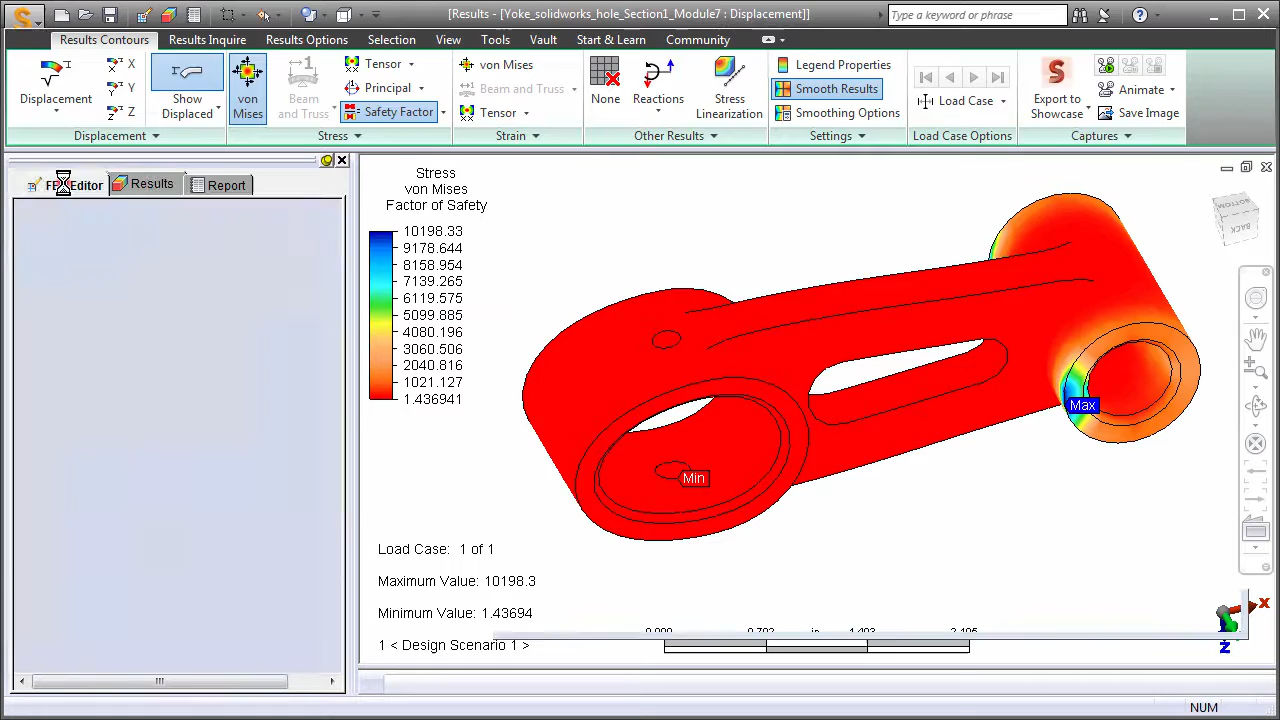 [Results - [Yoke_solidworks_hole_Section1_Module7 : Displacement]]
Type a keyword or phrase
Results Contours
Results Inquire
Results Options
Selection
View
Tools
Vault
Start & Learn
Community
Displacement
X
Y
Z
Show Displaced
von Mises
Beam and Truss
Tensor
Principal
Safety Factor
von Mises
Beam and Truss
Tensor
None
Reactions
Stress Linearization
Legend Properties
Smooth Results
Smoothing Options
Load Case
Export to Showcase
Animate
Save Image
Displacement
Stress
Strain
Other Results
Settings
Load Case Options
Captures
Editor
Results
Report
Stress
von Mises
Factor of Safety
10198.33
9178.644
8158.954
7139.265
6119.575
5099.885
4080.196
3060.506
2040.816
1021.127
1.436941
BOTTOM
BACK
Max
Min
Load Case: 1 of 1
Maximum Value: 10198.3
Minimum Value: 1.43694
1 < Design Scenario 1 >
X
Z
NUM